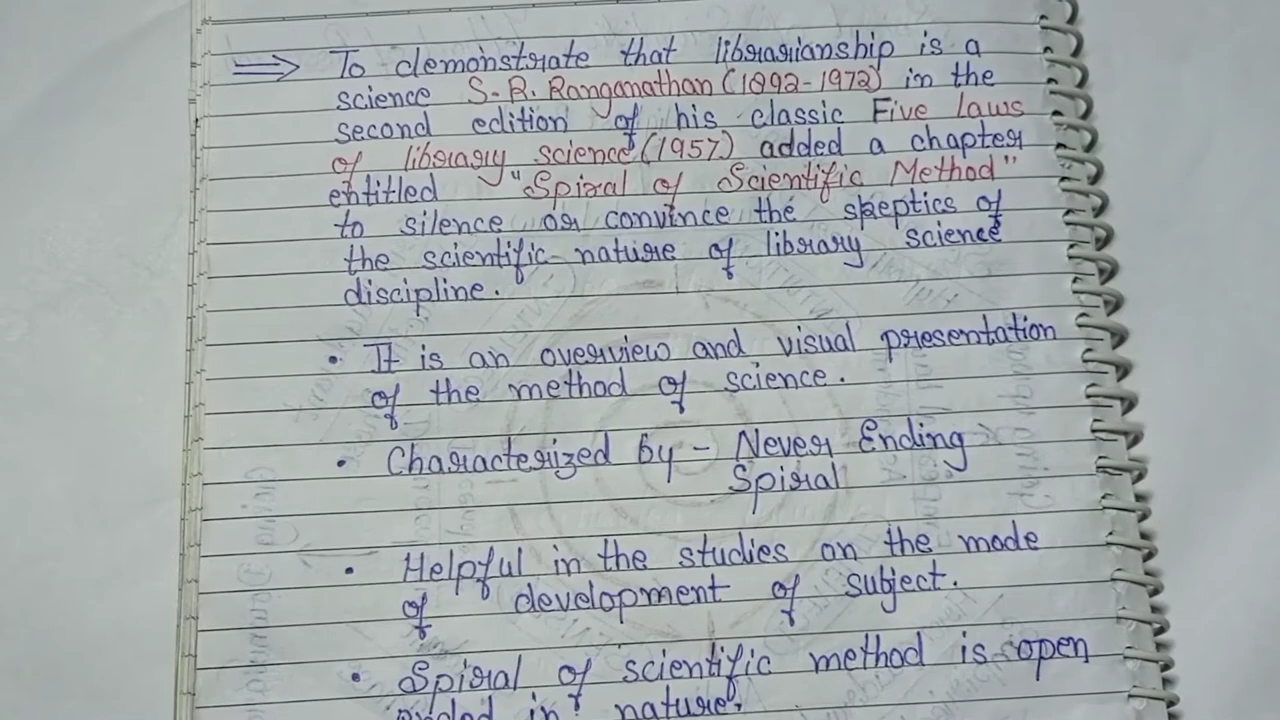 ⇒ To demonstrate that librarianship is a
science S.R. Ranganathan (1892-1972) in the
second edition of his classic Five laws
of library science (1957) added a chapter
entitled "Spiral of Scientific Method"
to silence or convince the skeptics of
the scientific nature of library science
discipline.
• It is an overview and visual presentation
of the method of science.
• Characterized by - Never Ending
Spiral
• Helpful in the studies on the mode
of development of subject.
• Spiral of scientific method is open
ended in nature.